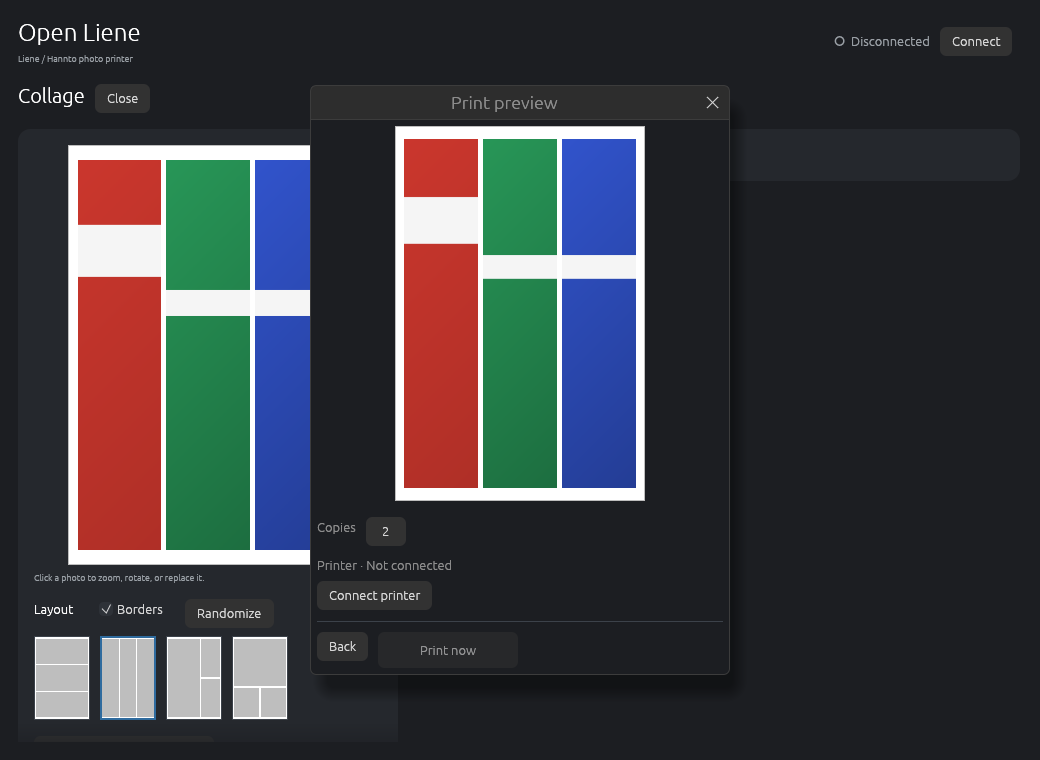 Open Liene
Liene / Hannto photo printer
Disconnected
Connect
Collage
Close
Print preview
Copies
2
Printer · Not connected
Connect printer
Back
Print now
Click a photo to zoom, rotate, or replace it.
Layout
Borders
Randomize